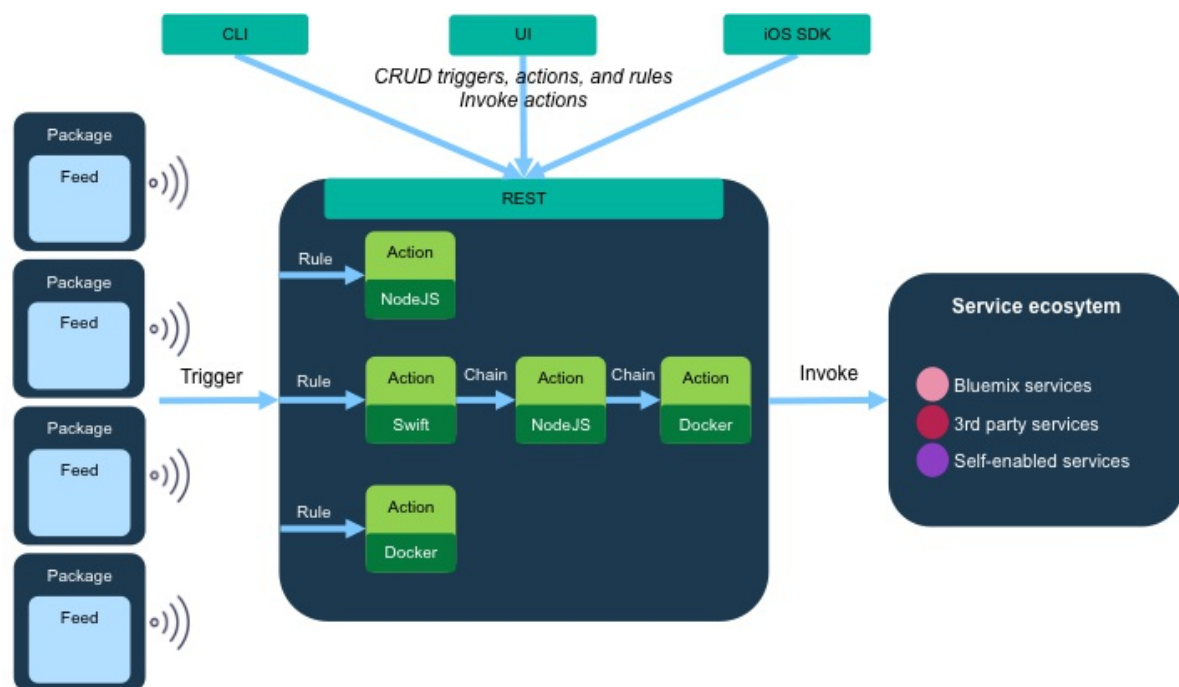 CLI
UI
iOS SDK
CRUD triggers, actions, and rules
Invoke actions
Package
Feed
Package
Feed
Package
Feed
Package
Feed
Trigger
REST
Rule
Action
NodeJS
Rule
Action
Swift
Chain
Action
NodeJS
Chain
Action
Docker
Rule
Action
Docker
Invoke
Service ecosytem
Bluemix services
3rd party services
Self-enabled services